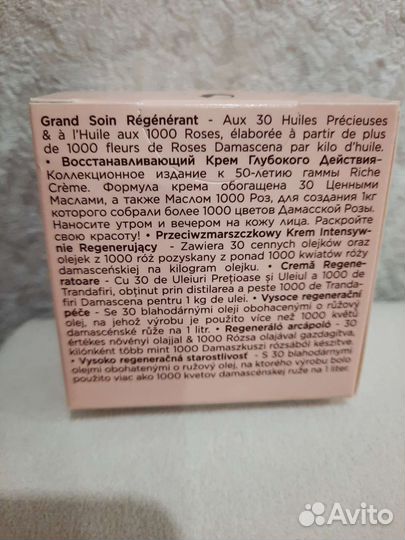 Grand Soin Régénérant - Aux 30 Huiles Précieuses
& à l'Huile aux 1000 Roses, élaborée à partir de plus
de 1000 fleurs de Roses Damascena par kilo d'huile.
• Восстанавливающий Крем Глубокого Действия-
Коллекционное издание к 50-летию гаммы Riche
Crème. Формула крема обогащена 30 Ценными
Маслами, а также Маслом 1000 Роз, для создания 1кг
которого собрали более 1000 цветов Дамасской Розы.
Наносите утром и вечером на кожу лица. Раскройте
свою красоту! • Przeciwzmarszczkowy Krem Intensyw-
nie Regenerujący - Zawiera 30 cennych olejków oraz
olejek z 1000 róż pozyskany z ponad 1000 kwiatów róży
damasceńskiej na kilogram olejku. • Cremă Regene-
ratoare - Cu 30 de Uleiuri Prețioase și Uleiul a 1000 de
Trandafiri, obținut prin distilarea a peste 1000 de Tranda-
firi Damascena pentru 1 kg de ulei. • Vysoce regenerační
péče - Se 30 blahodárnými oleji obohacenými o růžový
olej, na jehož výrobu je použito více než 1000 květů
damascénské růže na 1 litr. • Regeneráló arcápoló - 30
értékes növényi olajjal & 1000 Rózsa olajával gazdagítva,
kilónként több mint 1000 Damaszkuszi rózsából készítve.
• Vysoko regeneračná starostlivosť - S 30 blahodarnými
olejmi obohatenými o ružový olej, na ktorého výrobu bolo
použito viac ako 1000 kvetov damascénskej ruže na 1 liter.
Avito